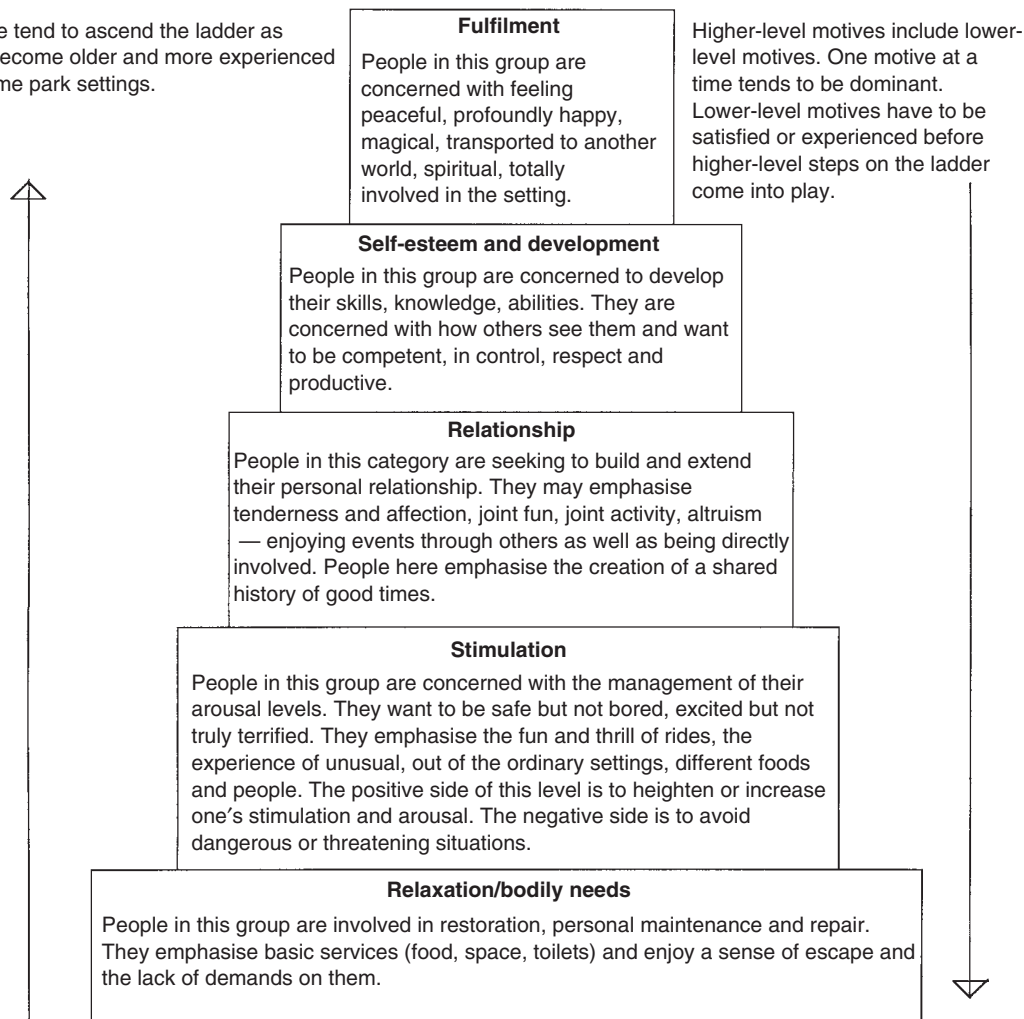 e tend to ascend the ladder as
ecome older and more experienced
me park settings.
Fulfilment
People in this group are
concerned with feeling
peaceful, profoundly happy,
magical, transported to another
world, spiritual, totally
involved in the setting.
Higher-level motives include lower-
level motives. One motive at a
time tends to be dominant.
Lower-level motives have to be
satisfied or experienced before
higher-level steps on the ladder
come into play.
Self-esteem and development
People in this group are concerned to develop
their skills, knowledge, abilities. They are
concerned with how others see them and want
to be competent, in control, respect and
productive.
Relationship
People in this category are seeking to build and extend
their personal relationship. They may emphasise
tenderness and affection, joint fun, joint activity, altruism
— enjoying events through others as well as being directly
involved. People here emphasise the creation of a shared
history of good times.
Stimulation
People in this group are concerned with the management of their
arousal levels. They want to be safe but not bored, excited but not
truly terrified. They emphasise the fun and thrill of rides, the
experience of unusual, out of the ordinary settings, different foods
and people. The positive side of this level is to heighten or increase
one′s stimulation and arousal. The negative side is to avoid
dangerous or threatening situations.
Relaxation/bodily needs
People in this group are involved in restoration, personal maintenance and repair.
They emphasise basic services (food, space, toilets) and enjoy a sense of escape and
the lack of demands on them.